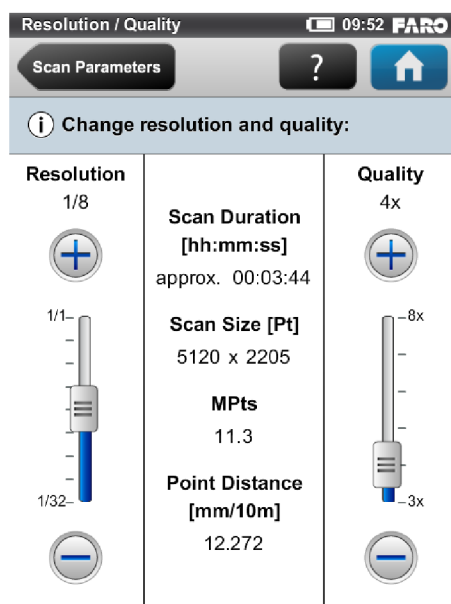 Resolution / Quality 09:52 FARO
Scan Parameters ?
i Change resolution and quality:
Resolution
1/8
1/1
1/32
Scan Duration
[hh:mm:ss]
approx. 00:03:44
Scan Size [Pt]
5120 x 2205
MPts
11.3
Point Distance
[mm/10m]
12.272
Quality
4x
8x
3x